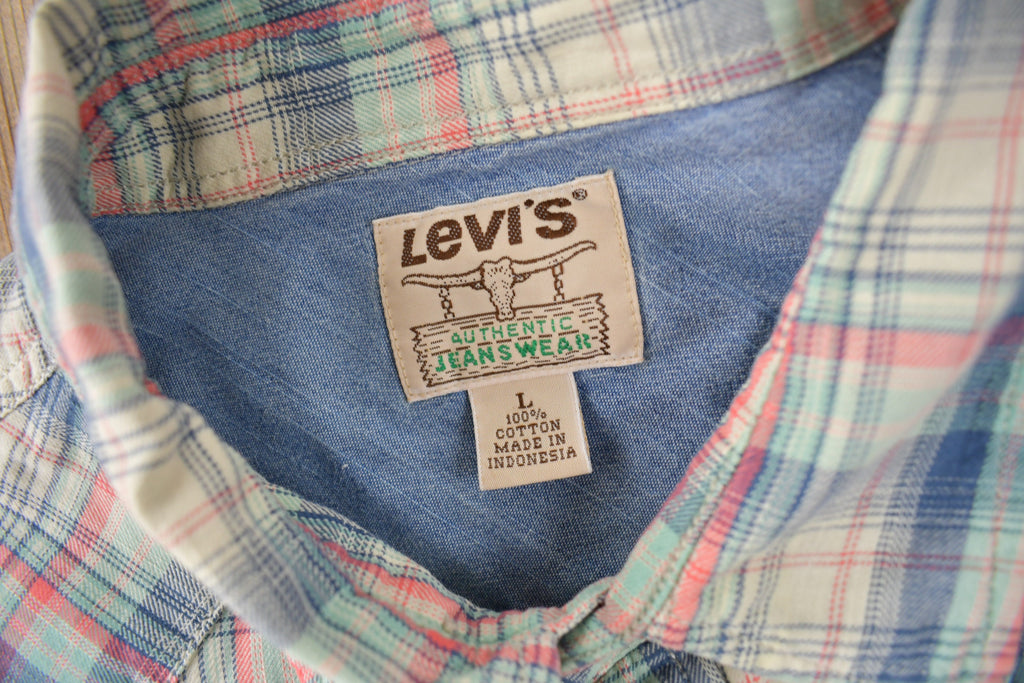 LEVI'S®
AUTHENTIC
JEANSWEAR
L
100%
COTTON
MADE IN
INDONESIA